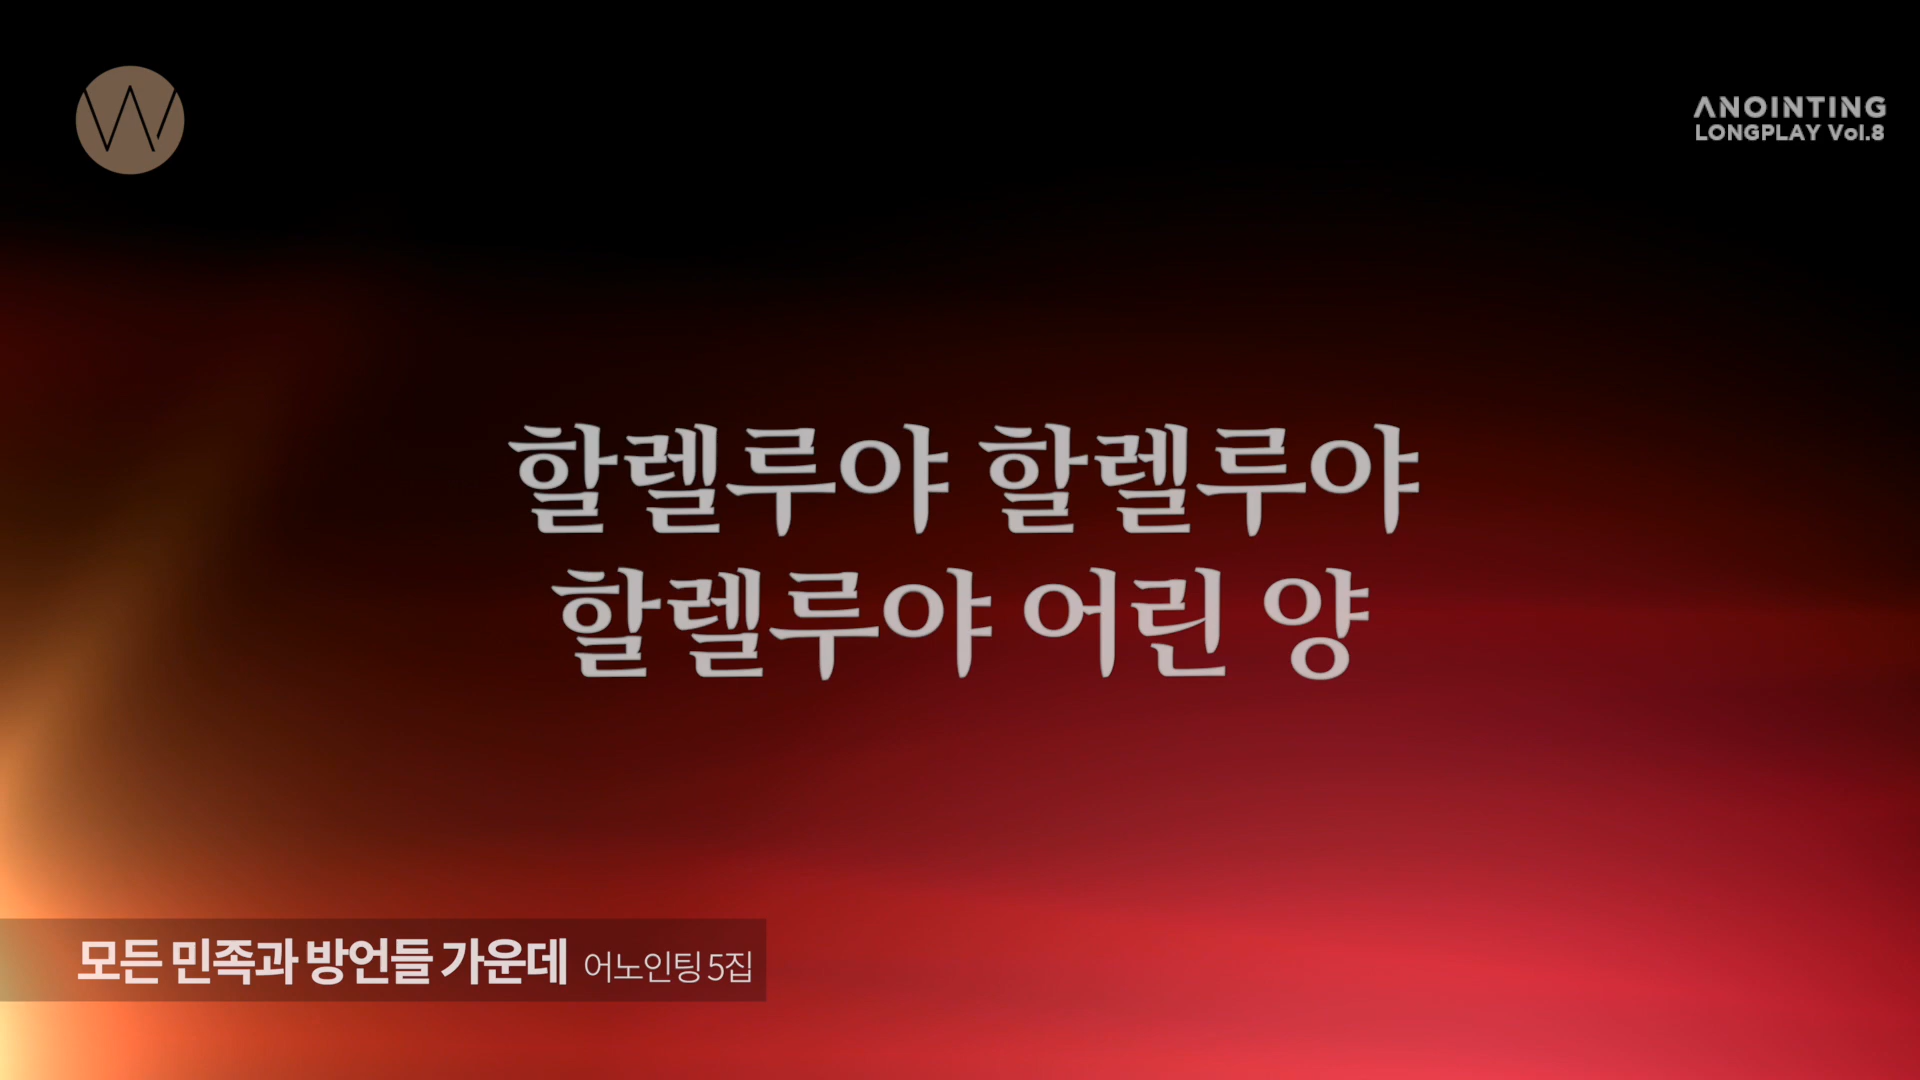 W
ANOINTING
LONGPLAY Vol.8
할렐루야 할렐루야
할렐루야 어린 양
모든 민족과 방언들 가운데 어노인팅 5집